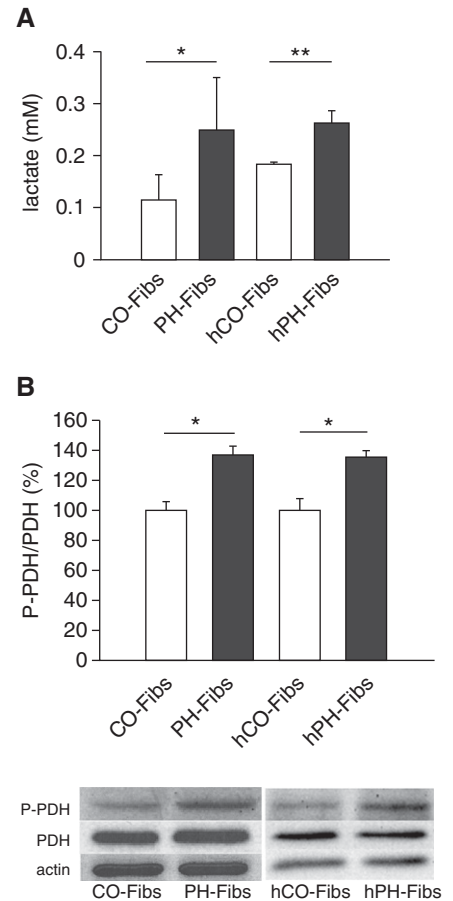 A
0.4
0.3
0.2
0.1
0
lactate (mM)
*
**
CO-Fibs
PH-Fibs
hCO-Fibs
hPH-Fibs
B
160
140
120
100
80
60
40
20
0
P-PDH/PDH (%)
*
*
CO-Fibs
PH-Fibs
hCO-Fibs
hPH-Fibs
P-PDH
PDH
actin
CO-Fibs PH-Fibs hCO-Fibs hPH-Fibs